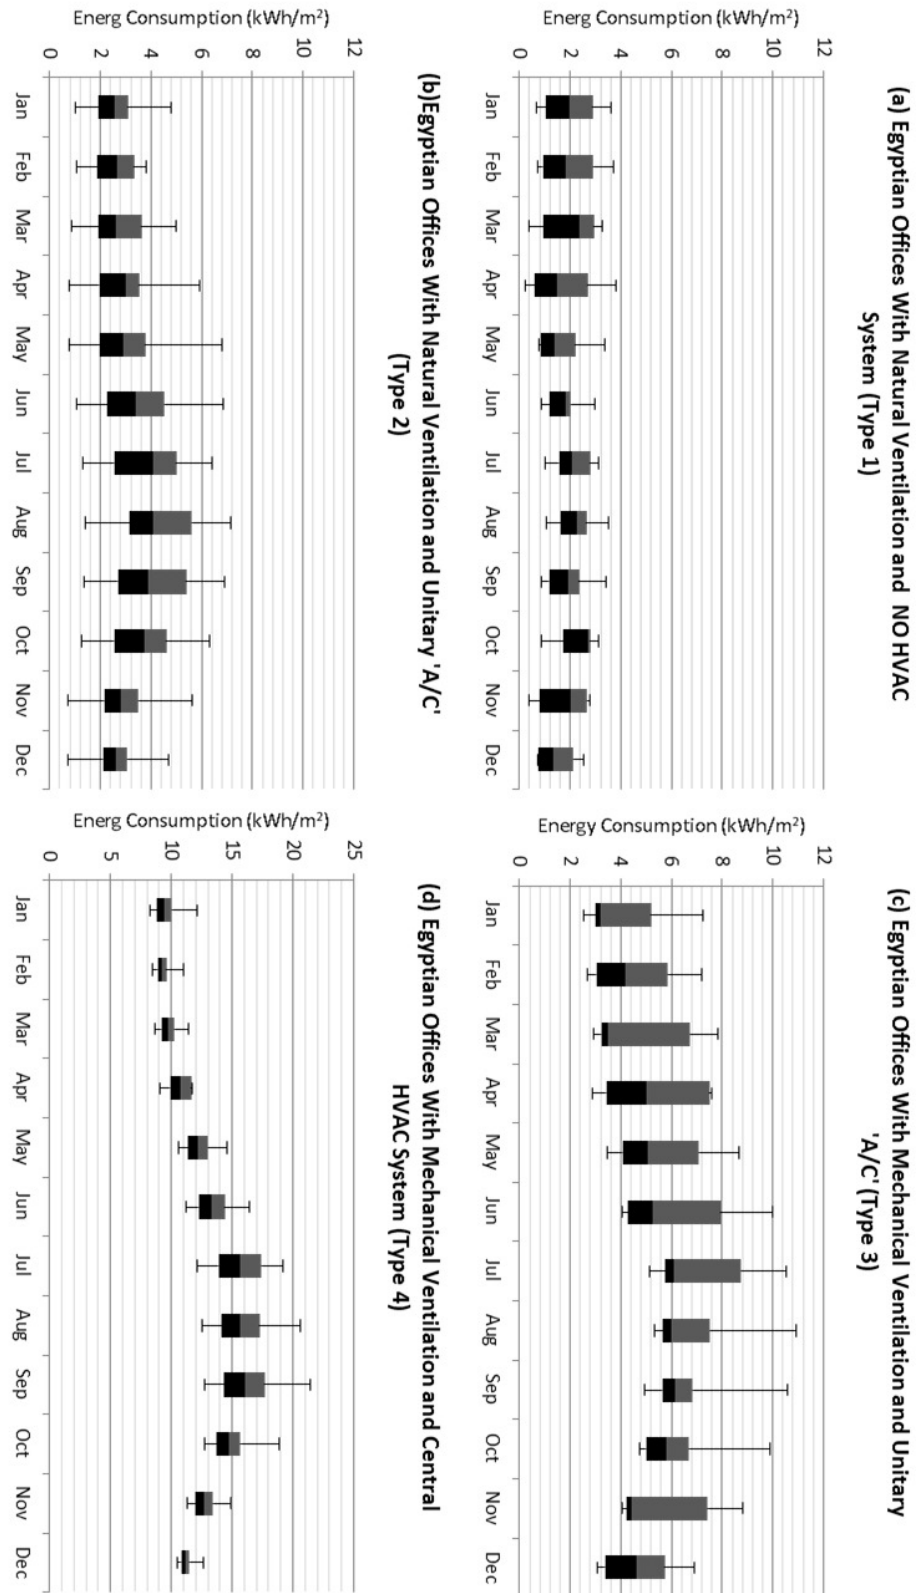 (a) Egyptian Offices With Natural Ventilation and NO HVAC
System (Type 1)
Energy Consumption (kWh/m²)
12
10
8
6
4
2
0
Jan Feb Mar Apr May Jun Jul Aug Sep Oct Nov Dec
(c) Egyptian Offices With Mechanical Ventilation and Unitary
'A/C' (Type 3)
Energy Consumption (kWh/m²)
12
10
8
6
4
2
0
Jan Feb Mar Apr May Jun Jul Aug Sep Oct Nov Dec
(b)Egyptian Offices With Natural Ventilation and Unitary 'A/C'
(Type 2)
Energ Consumption (kWh/m²)
12
10
8
6
4
2
0
Jan Feb Mar Apr May Jun Jul Aug Sep Oct Nov Dec
(d) Egyptian Offices With Mechanical Ventilation and Central
HVAC System (Type 4)
Energ Consumption (kWh/m²)
25
20
15
10
5
0
Jan Feb Mar Apr May Jun Jul Aug Sep Oct Nov Dec